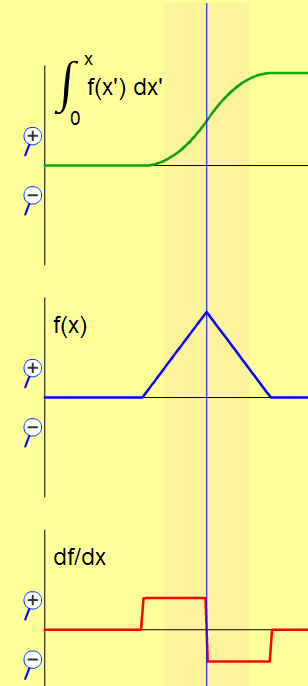 ∫₀ˣ f(x') dx'
f(x)
df/dx